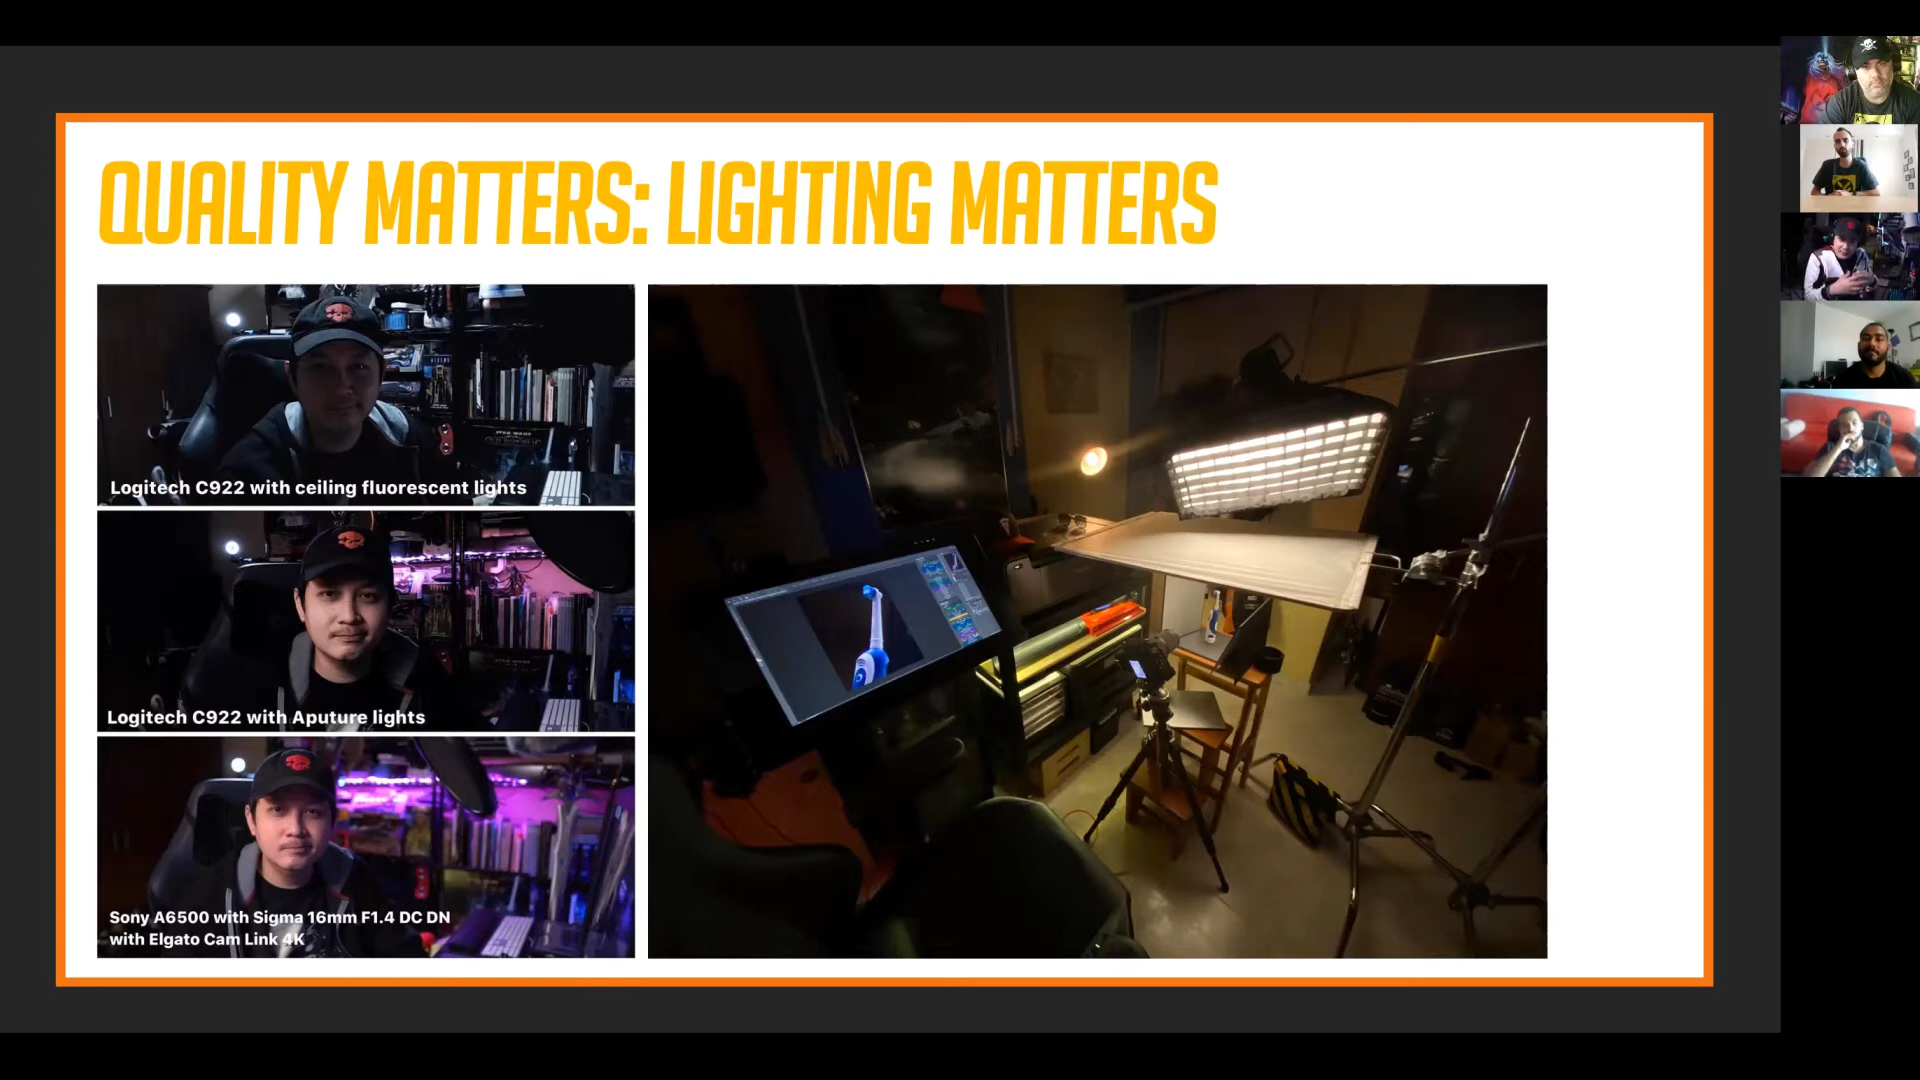 QUALITY MATTERS: LIGHTING MATTERS
Logitech C922 with ceiling fluorescent lights
Logitech C922 with Aputure lights
Sony A6500 with Sigma 16mm F1.4 DC DN
with Elgato Cam Link 4K